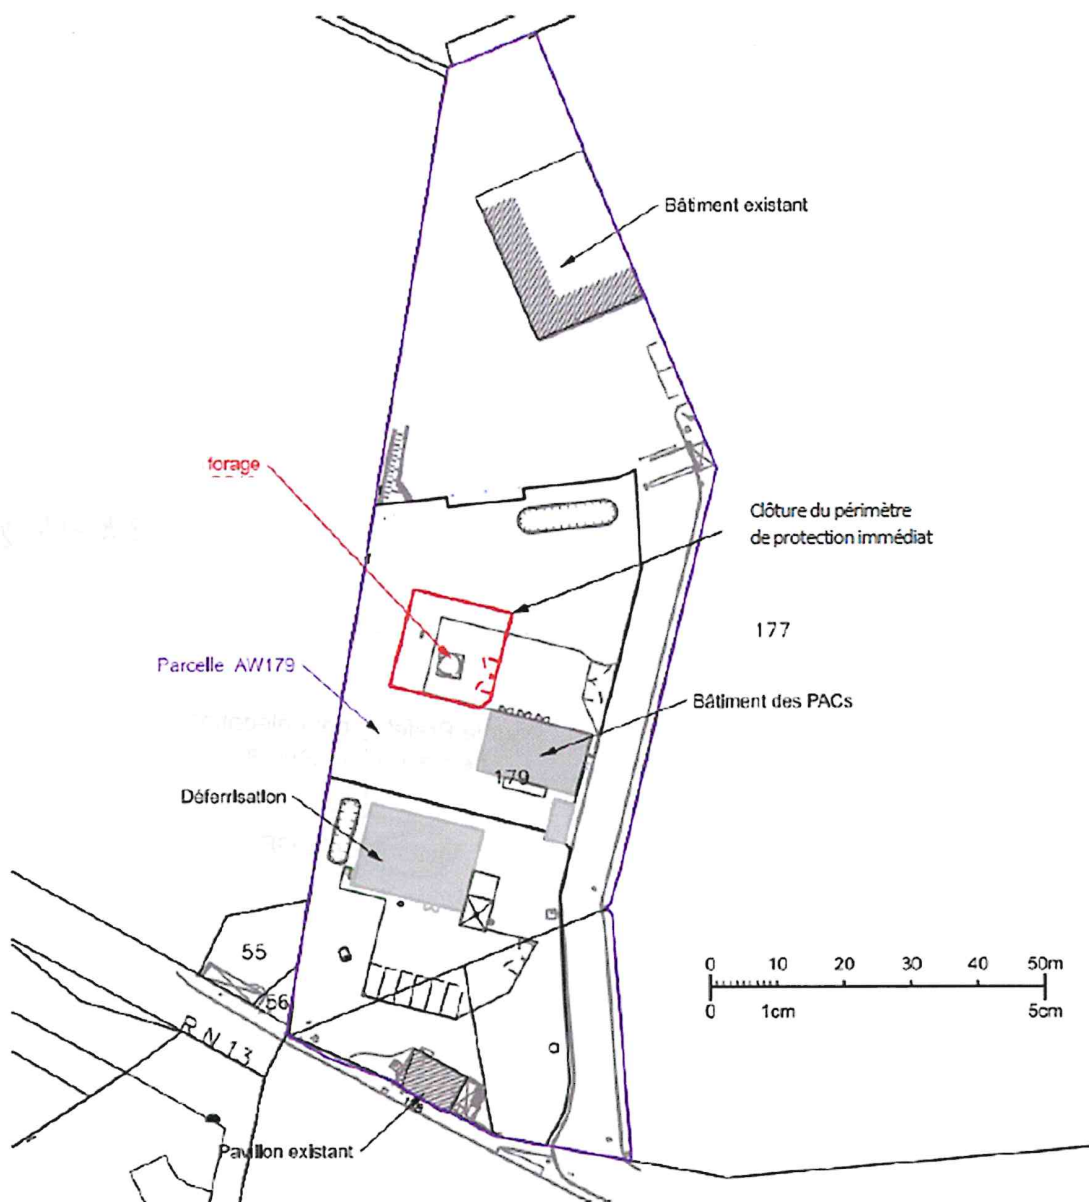 Bâtiment existant
forage
Clôture du périmètre
de protection immédiat
177
Parcelle AW179
Bâtiment des PACs
179
Déferrisation
55
56
RN13
0 10 20 30 40 50m
0 1cm 5cm
Pavillon existant